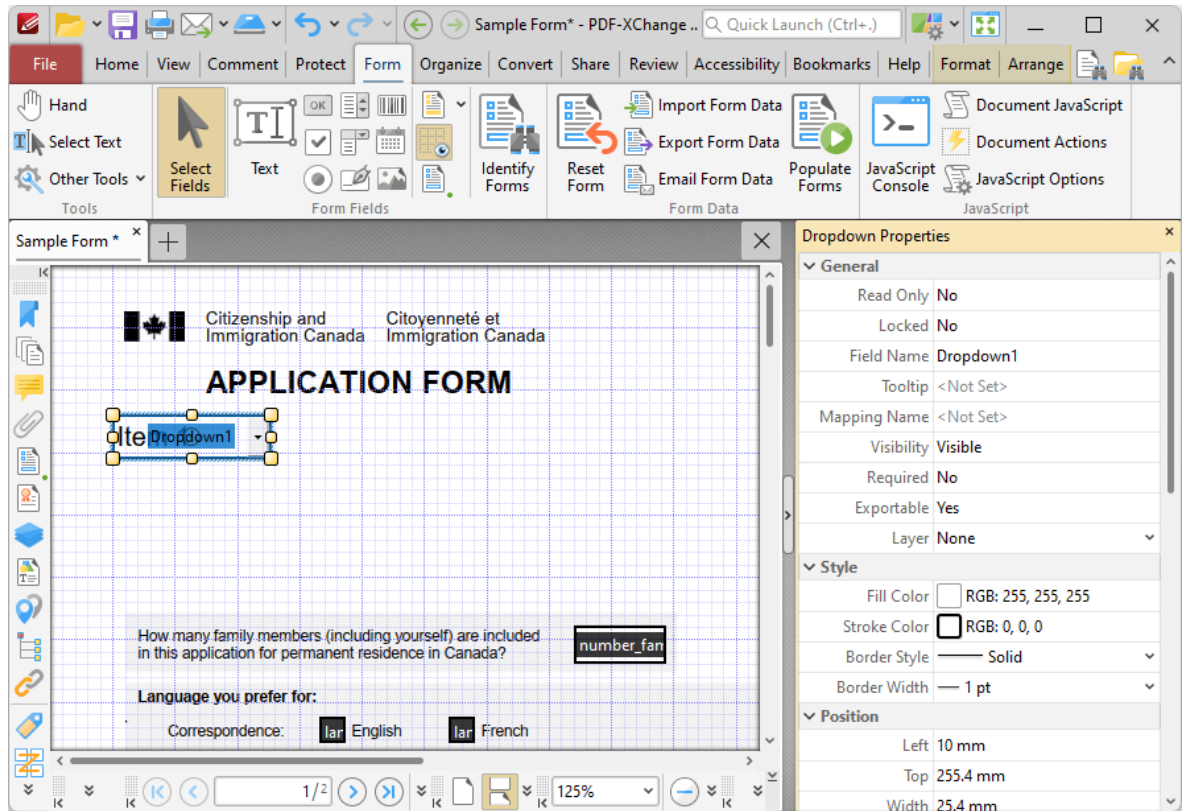 Sample Form* - PDF-XChange ..
Quick Launch (Ctrl+.)
File Home View Comment Protect Form Organize Convert Share Review Accessibility Bookmarks Help Format Arrange
Hand
Select Text
Other Tools
Tools
Select Fields
Text
OK
Form Fields
Identify Forms
Reset Form
Import Form Data
Export Form Data
Email Form Data
Form Data
Populate Forms
JavaScript Console
Document JavaScript
Document Actions
JavaScript Options
JavaScript
Sample Form *
Citizenship and Immigration Canada
Citoyenneté et Immigration Canada
APPLICATION FORM
Dropdown1
How many family members (including yourself) are included
in this application for permanent residence in Canada?
number_fan
Language you prefer for:
Correspondence: lar English lar French
1/2
125%
Dropdown Properties
General
Read Only No
Locked No
Field Name Dropdown1
Tooltip <Not Set>
Mapping Name <Not Set>
Visibility Visible
Required No
Exportable Yes
Layer None
Style
Fill Color RGB: 255, 255, 255
Stroke Color RGB: 0, 0, 0
Border Style Solid
Border Width 1 pt
Position
Left 10 mm
Top 255.4 mm
Width 25.4 mm